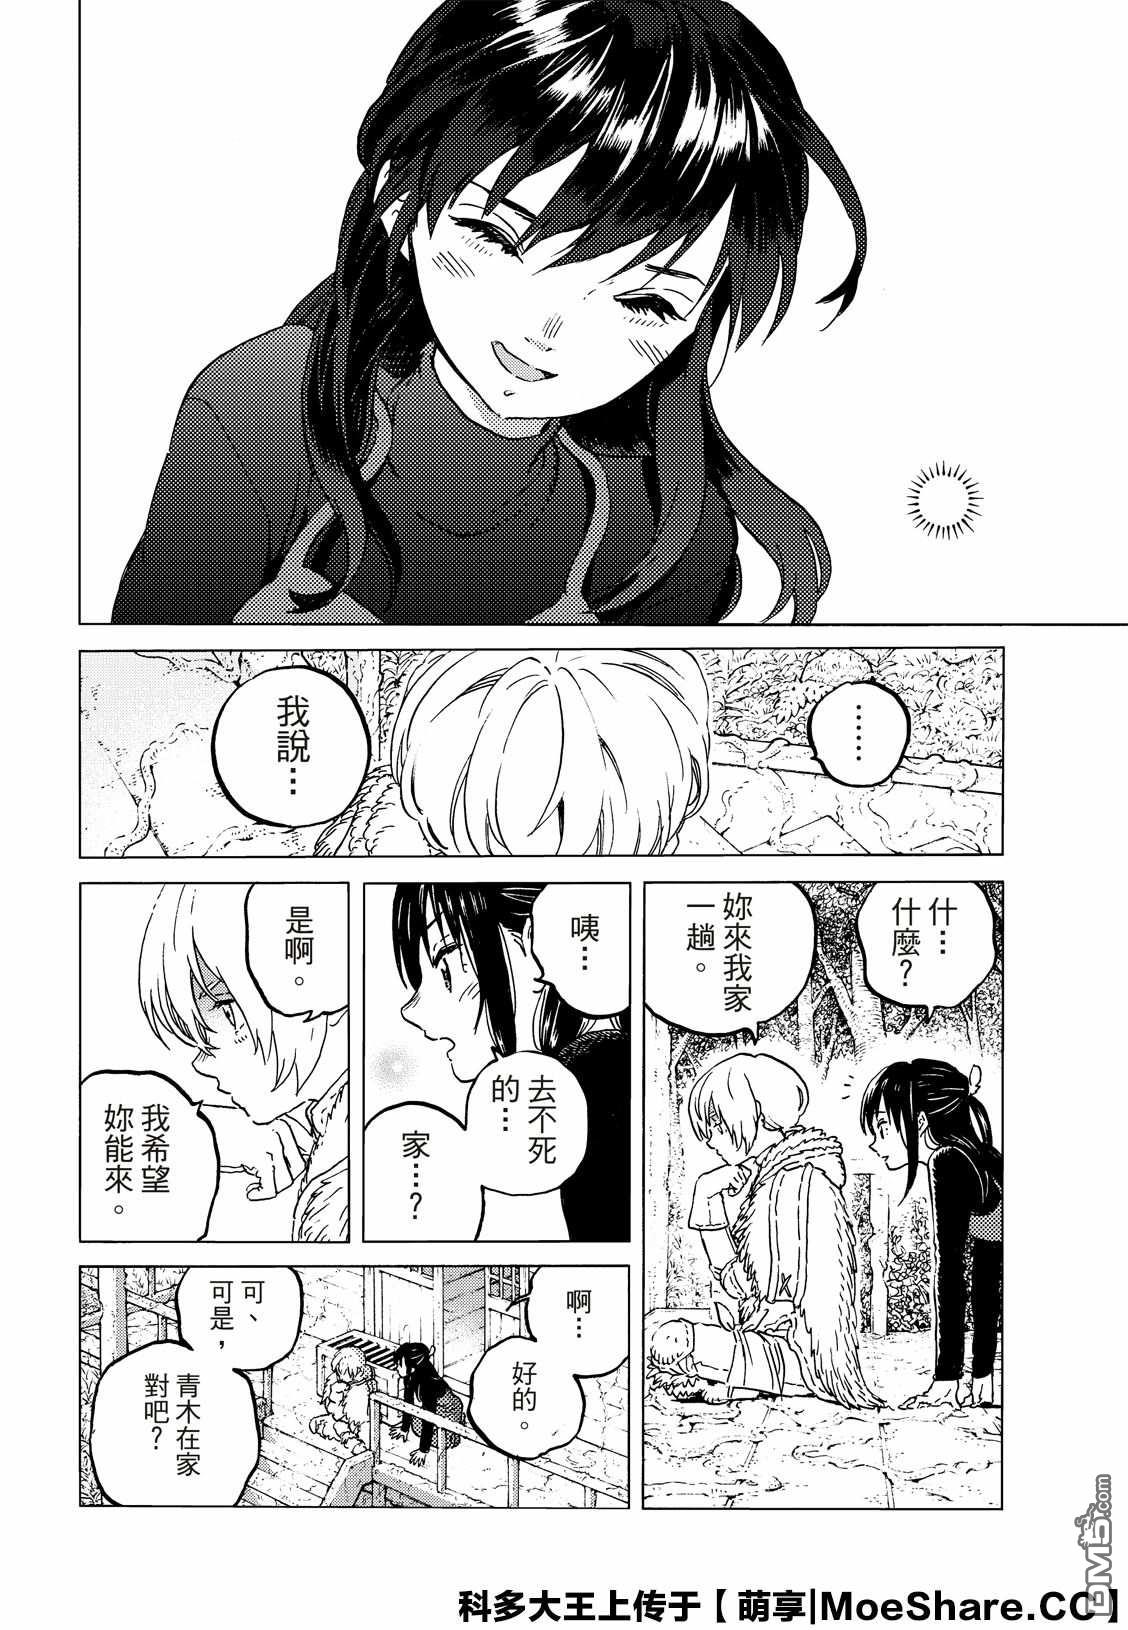 ……
我說…
什…
什麼？
妳來我家
一趟。
咦…
去不死
的…
家…？
是啊。
我希望
妳能來。
啊…
好的。
可、
可是，
青木在家
對吧？
DM5.com
科多大王上传于【萌享|MoeShare.CC】